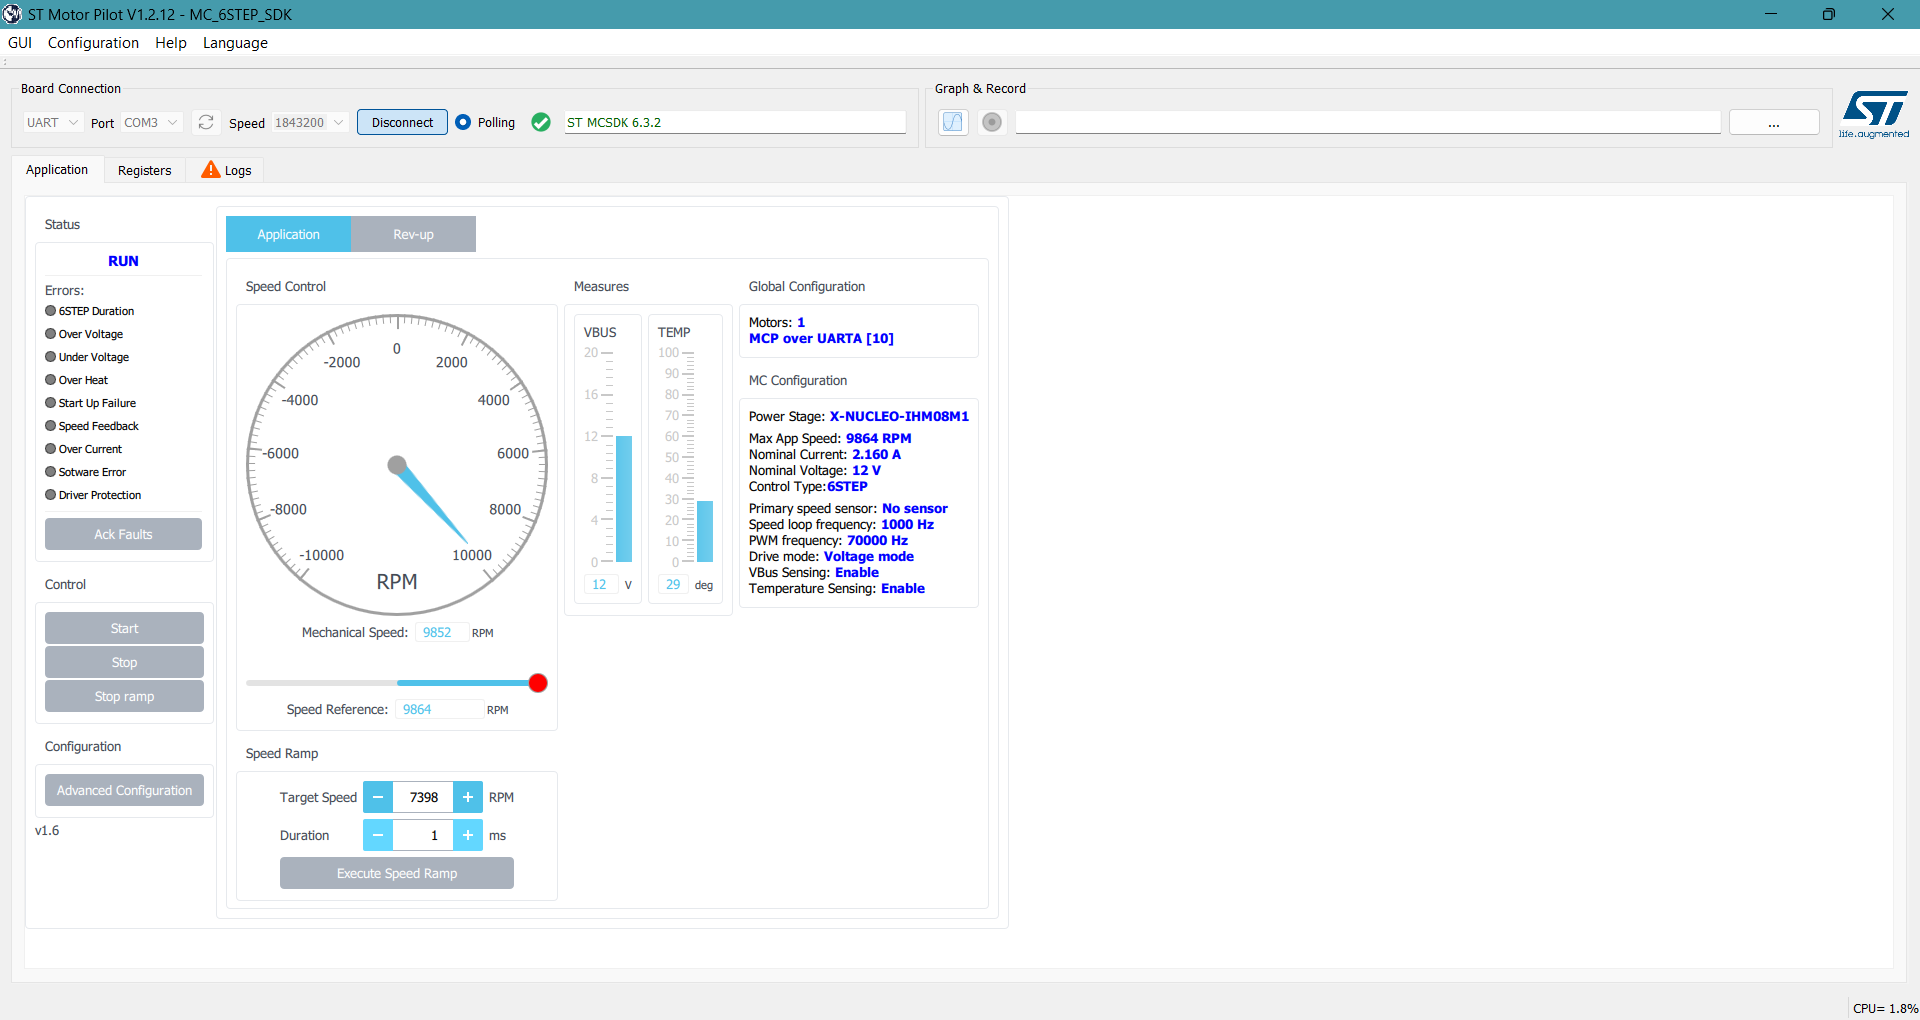 ST Motor Pilot V1.2.12 - MC_6STEP_SDK
GUI Configuration Help Language
Board Connection
UART Port COM3 Speed 1843200 Disconnect Polling ST MCSDK 6.3.2
Graph & Record
...
ST
life.augmented
Application Registers Logs
Status
RUN
Errors:
6STEP Duration
Over Voltage
Under Voltage
Over Heat
Start Up Failure
Speed Feedback
Over Current
Sotware Error
Driver Protection
Ack Faults
Control
Start
Stop
Stop ramp
Configuration
Advanced Configuration
v1.6
Application Rev-up
Speed Control
0
-2000 2000
-4000 4000
-6000 6000
-8000 8000
-10000 10000
RPM
Mechanical Speed: 9852 RPM
Speed Reference: 9864 RPM
Speed Ramp
Target Speed − 7398 + RPM
Duration − 1 + ms
Execute Speed Ramp
Measures
VBUS
20
16
12
8
4
0
12 V
TEMP
100
90
80
70
60
50
40
30
20
10
0
29 deg
Global Configuration
Motors: 1
MCP over UARTA [10]
MC Configuration
Power Stage: X-NUCLEO-IHM08M1
Max App Speed: 9864 RPM
Nominal Current: 2.160 A
Nominal Voltage: 12 V
Control Type:6STEP
Primary speed sensor: No sensor
Speed loop frequency: 1000 Hz
PWM frequency: 70000 Hz
Drive mode: Voltage mode
VBus Sensing: Enable
Temperature Sensing: Enable
CPU= 1.8%